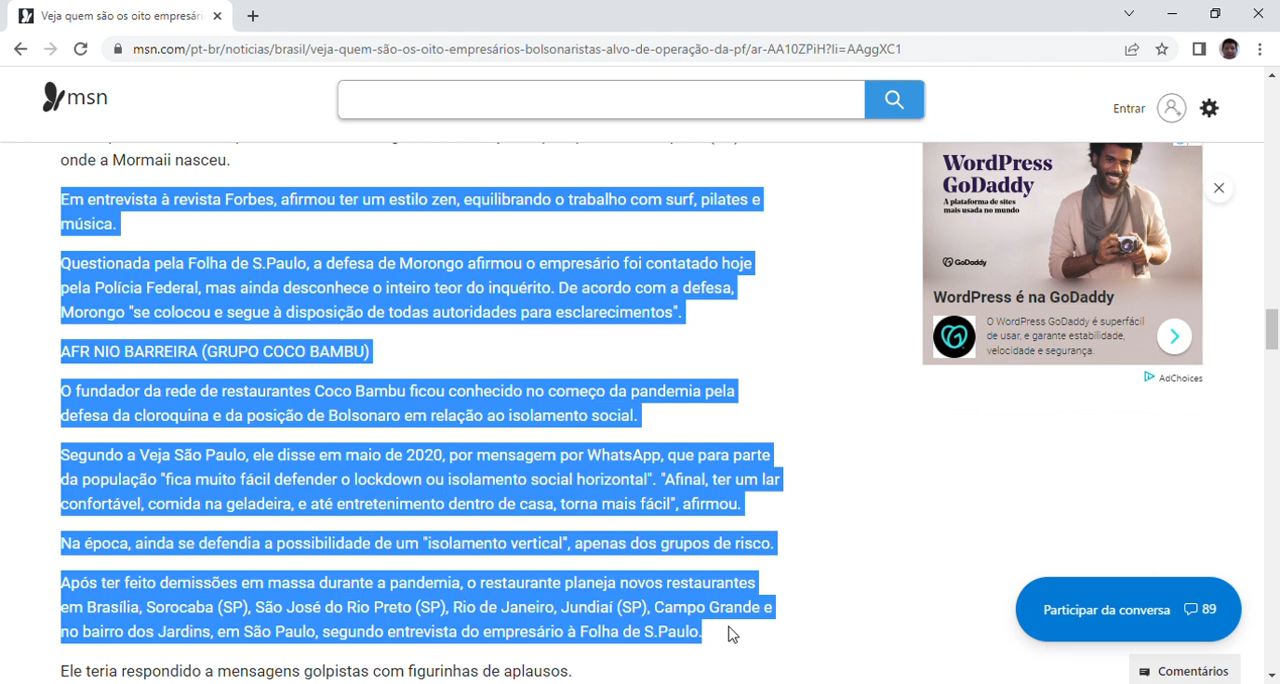 Veja quem são os oito empresári
msn.com/pt-br/noticias/brasil/veja-quem-são-os-oito-empresários-bolsonaristas-alvo-de-operação-da-pf/ar-AA10ZPiH?li=AAggXC1
msn
Entrar
onde a Mormaii nasceu.
Em entrevista à revista Forbes, afirmou ter um estilo zen, equilibrando o trabalho com surf, pilates e
música.
Questionada pela Folha de S.Paulo, a defesa de Morongo afirmou o empresário foi contatado hoje
pela Polícia Federal, mas ainda desconhece o inteiro teor do inquérito. De acordo com a defesa,
Morongo "se colocou e segue à disposição de todas autoridades para esclarecimentos".
AFR NIO BARREIRA (GRUPO COCO BAMBU)
O fundador da rede de restaurantes Coco Bambu ficou conhecido no começo da pandemia pela
defesa da cloroquina e da posição de Bolsonaro em relação ao isolamento social.
Segundo a Veja São Paulo, ele disse em maio de 2020, por mensagem por WhatsApp, que para parte
da população "fica muito fácil defender o lockdown ou isolamento social horizontal". "Afinal, ter um lar
confortável, comida na geladeira, e até entretenimento dentro de casa, torna mais fácil", afirmou.
Na época, ainda se defendia a possibilidade de um "isolamento vertical", apenas dos grupos de risco.
Após ter feito demissões em massa durante a pandemia, o restaurante planeja novos restaurantes
em Brasília, Sorocaba (SP), São José do Rio Preto (SP), Rio de Janeiro, Jundiaí (SP), Campo Grande e
no bairro dos Jardins, em São Paulo, segundo entrevista do empresário à Folha de S.Paulo.
Ele teria respondido a mensagens golpistas com figurinhas de aplausos.
WordPress
GoDaddy
A plataforma de sites
mais usada no mundo
GoDaddy
WordPress é na GoDaddy
O WordPress GoDaddy é superfácil
de usar, e garante estabilidade,
velocidade e segurança.
AdChoices
Participar da conversa 89
Comentários